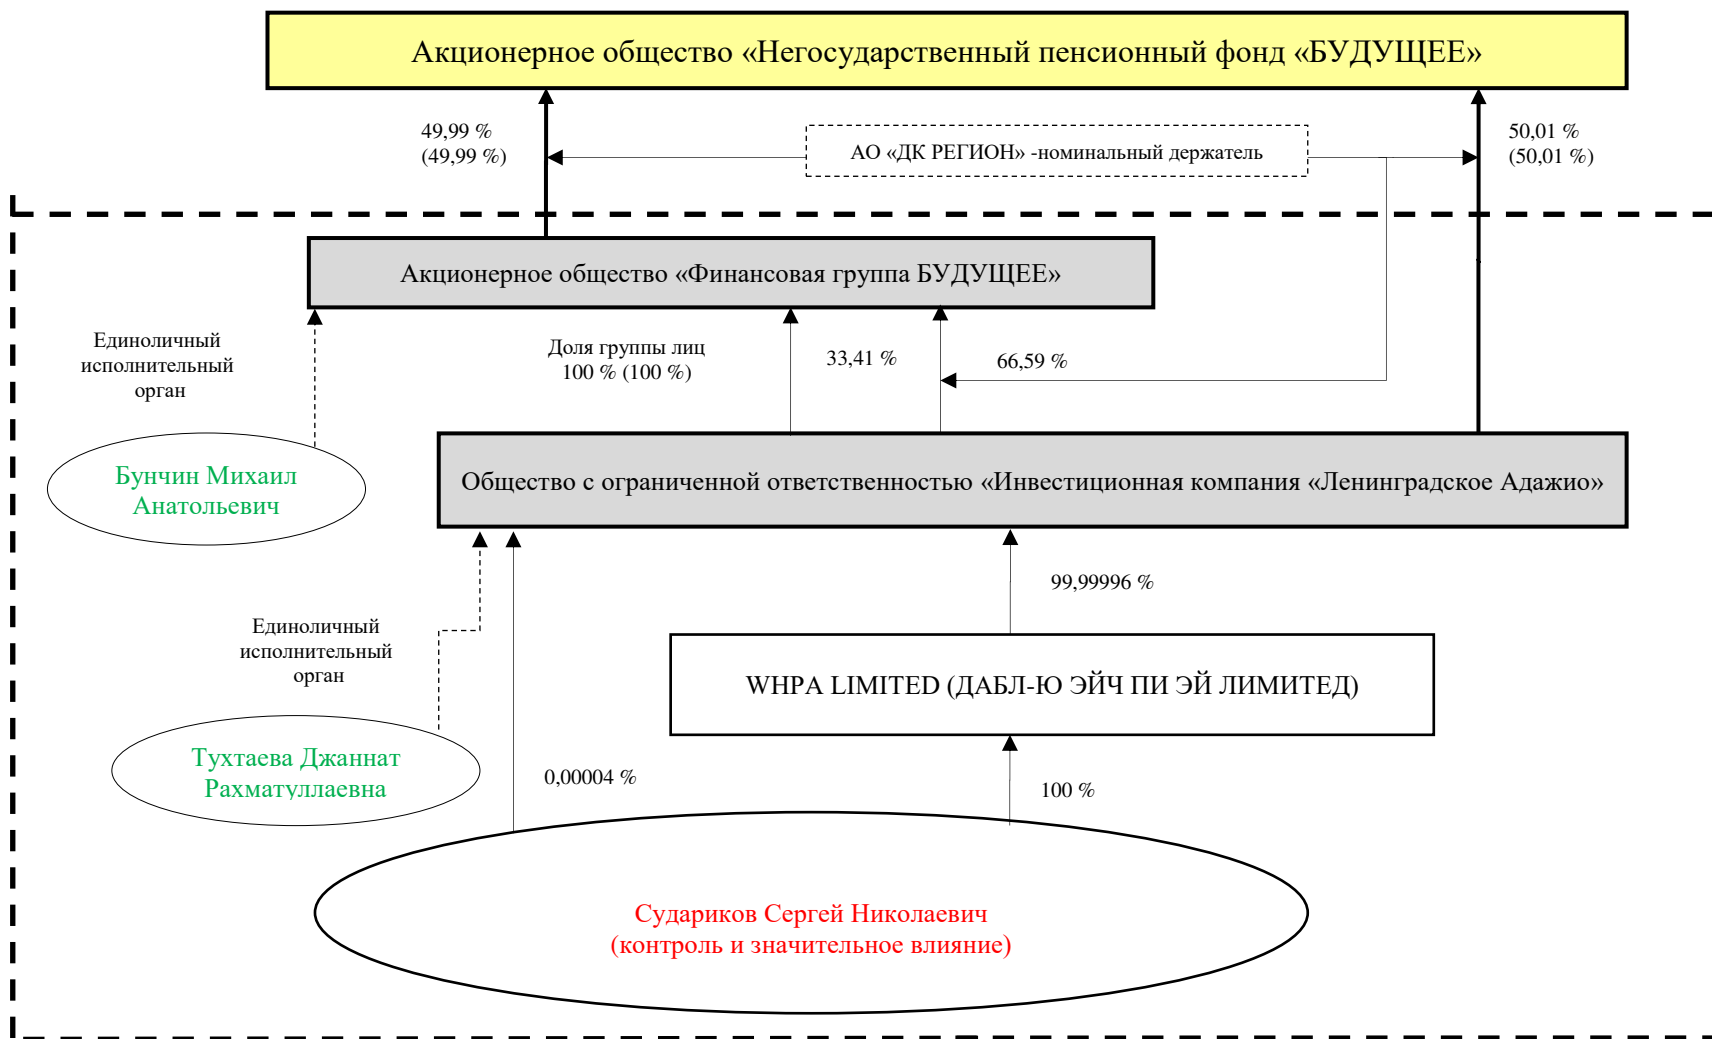 Акционерное общество «Негосударственный пенсионный фонд «БУДУЩЕЕ»
49,99 %
(49,99 %)
АО «ДК РЕГИОН» -номинальный держатель
50,01 %
(50,01 %)
Акционерное общество «Финансовая группа БУДУЩЕЕ»
Единоличный
исполнительный
орган
Доля группы лиц
100 % (100 %)
33,41 %
66,59 %
Бунчин Михаил
Анатольевич
Общество с ограниченной ответственностью «Инвестиционная компания «Ленинградское Адажио»
99,99996 %
Единоличный
исполнительный
орган
WHPA LIMITED (ДАБЛ-Ю ЭЙЧ ПИ ЭЙ ЛИМИТЕД)
Тухтаева Джаннат
Рахматуллаевна
0,00004 %
100 %
Судариков Сергей Николаевич
(контроль и значительное влияние)